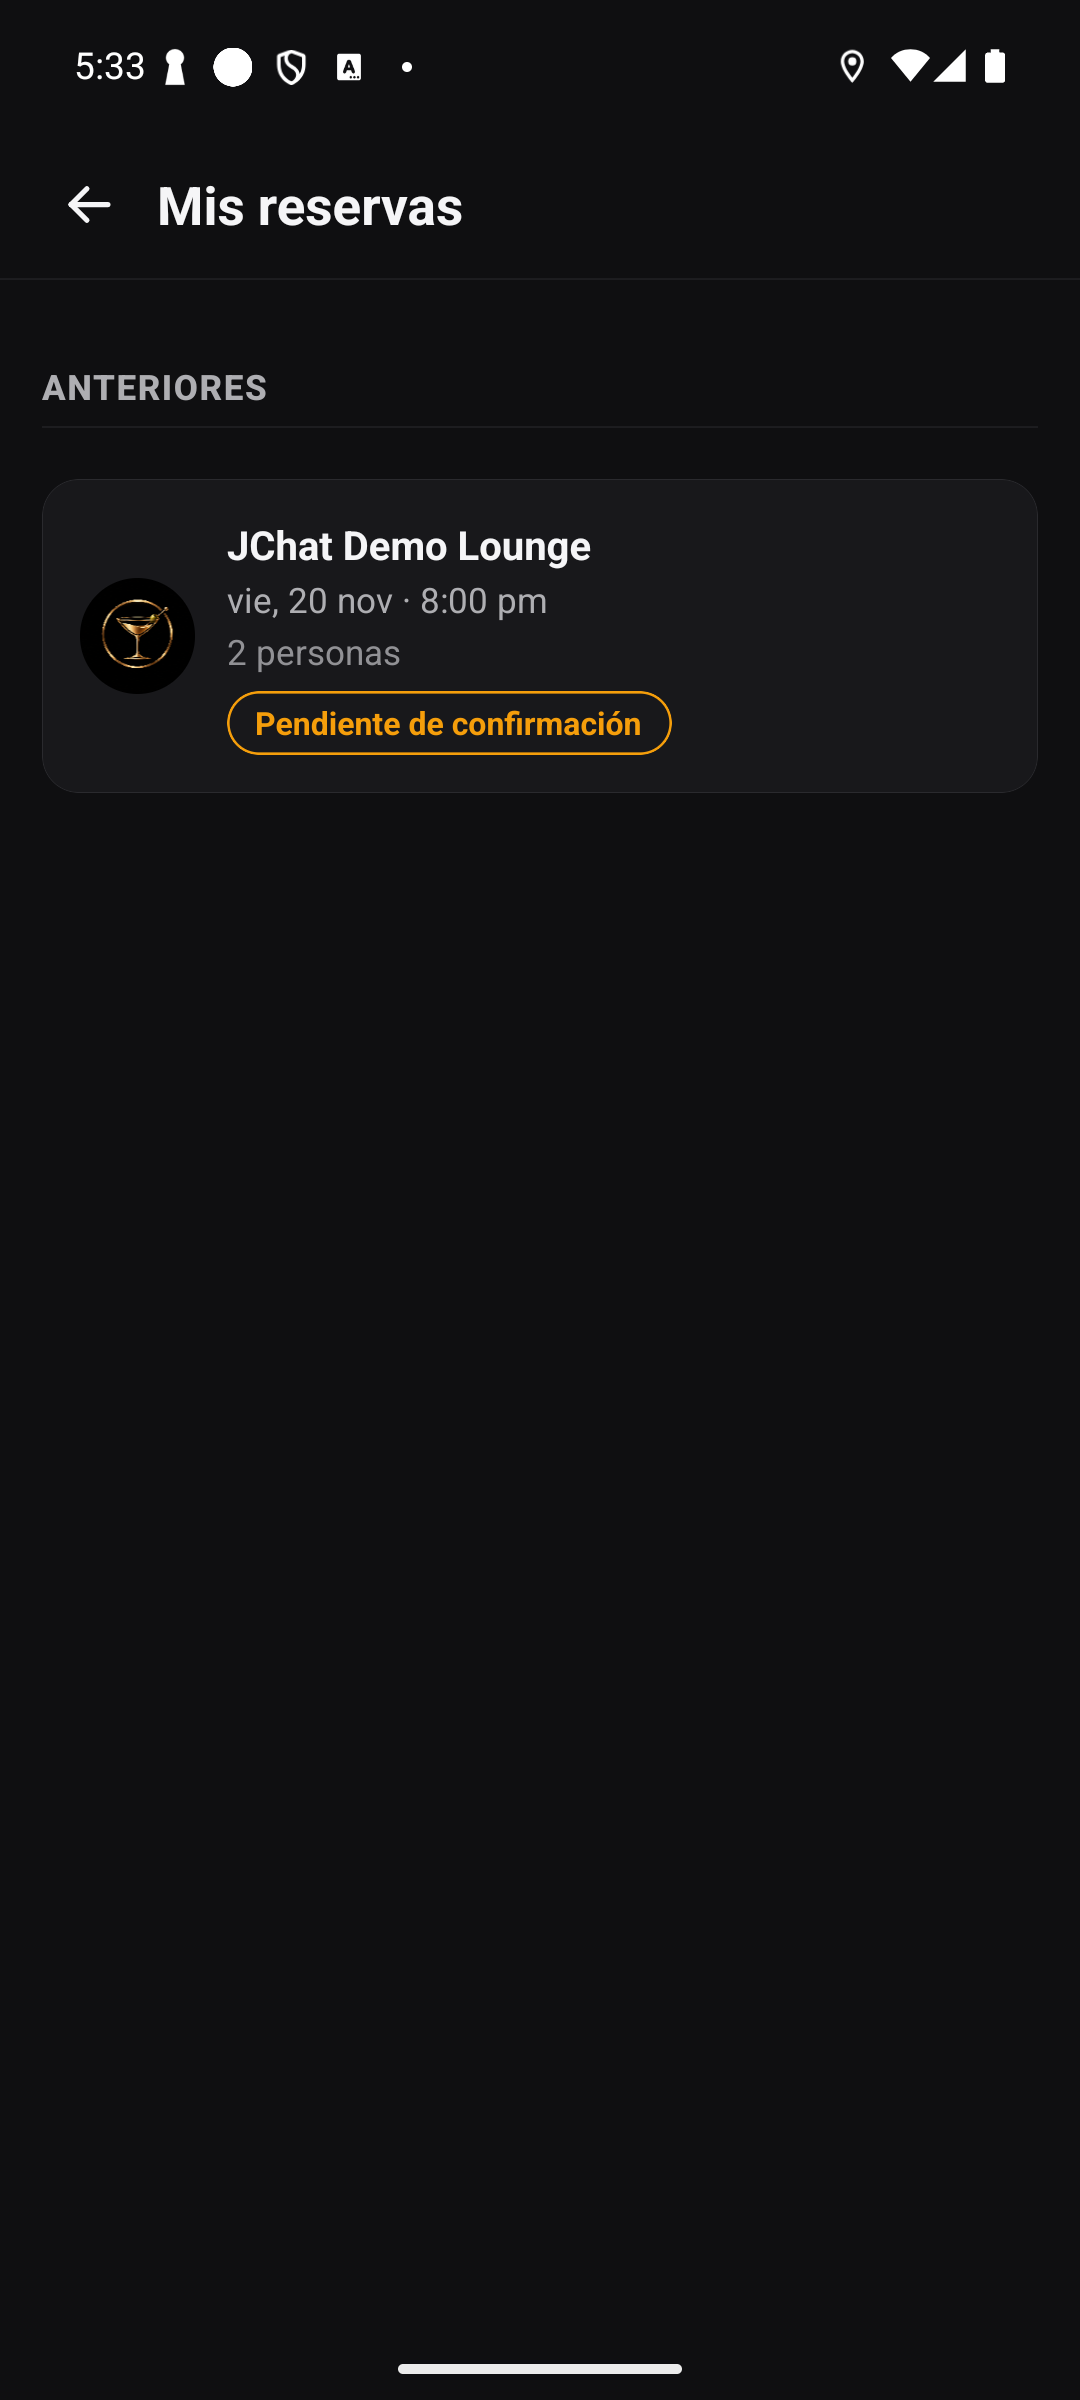 5:33
Mis reservas
ANTERIORES
JChat Demo Lounge
vie, 20 nov · 8:00 pm
2 personas
Pendiente de confirmación